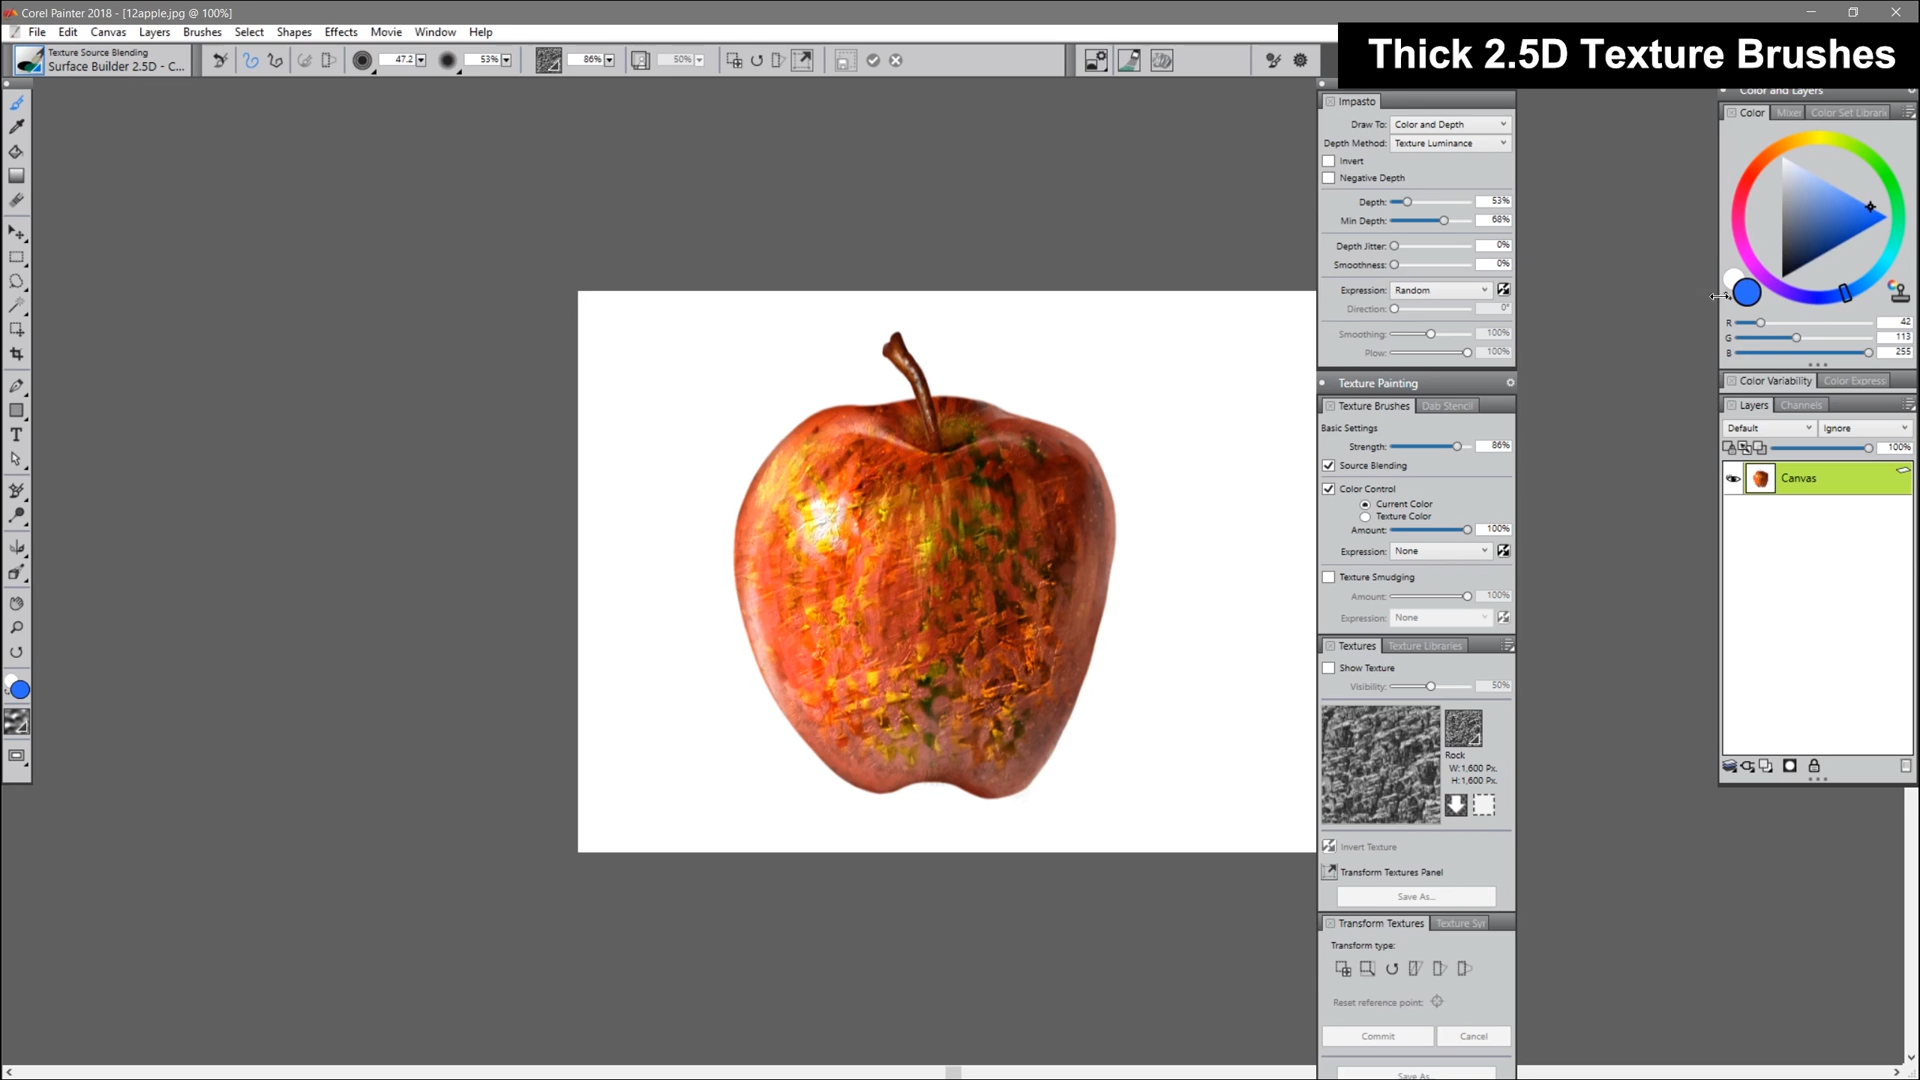 Corel Painter 2018 - [12apple.jpg @ 100%]
File Edit Canvas Layers Brushes Select Shapes Effects Movie Window Help
Thick 2.5D Texture Brushes
Texture Source Blending
Surface Builder 2.5D - C...
47.2
53%
86%
50%
Impasto
Draw To: Color and Depth
Depth Method: Texture Luminance
Invert
Negative Depth
Depth: 53%
Min Depth: 68%
Depth Jitter: 0%
Smoothness: 0%
Expression: Random
Direction: 0°
Smoothing: 100%
Plow: 100%
Texture Painting
Texture Brushes Dab Stencil
Basic Settings
Strength: 86%
Source Blending
Color Control
Current Color
Texture Color
Amount: 100%
Expression: None
Texture Smudging
Amount: 100%
Expression: None
Textures Texture Libraries
Show Texture
Visibility: 50%
Rock
W:1,600 Px.
H:1,600 Px.
Invert Texture
Transform Textures Panel
Save As...
Transform Textures Texture Syn
Transform type:
Reset reference point:
Commit Cancel
Save As...
Color and Layers
Color Mixer Color Set Librari
R 42
G 113
B 255
Color Variability Color Express
Layers Channels
Default Ignore
100%
Canvas
T